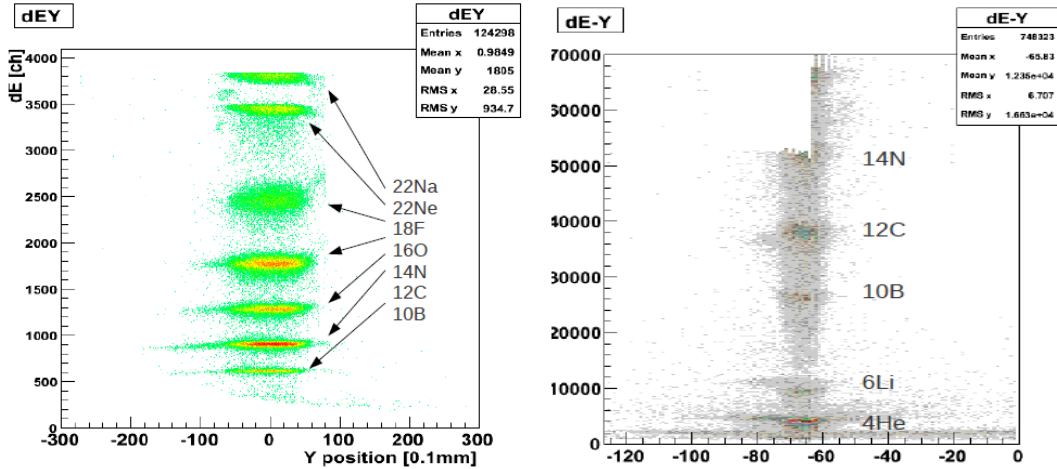 dEY
dEY
Entries 124298
Mean x 0.9849
Mean y 1805
RMS x 28.55
RMS y 934.7
dE [ch]
4000
3500
3000
2500
2000
1500
1000
500
0
22Na
22Ne
18F
16O
14N
12C
10B
-300 -200 -100 0 100 200 300
Y position [0.1mm]
dE-Y
dE-Y
Entries 748323
Mean x -65.83
Mean y 1.235e+04
RMS x 6.707
RMS y 1.663e+04
70000
60000
50000
40000
30000
20000
10000
0
14N
12C
10B
6Li
4He
-120 -100 -80 -60 -40 -20 0